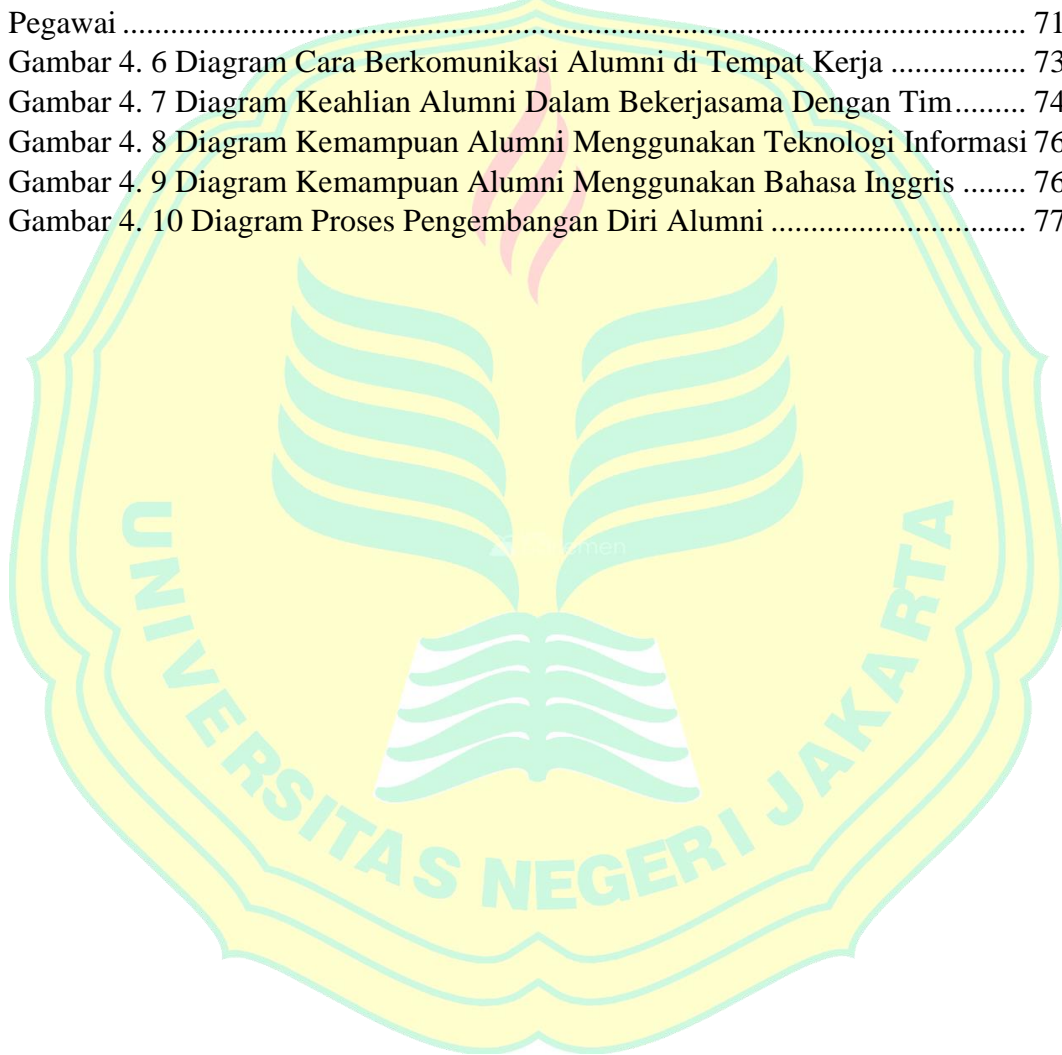 Pegawai ........................................................................................................... 71
Gambar 4. 6 Diagram Cara Berkomunikasi Alumni di Tempat Kerja ................ 73
Gambar 4. 7 Diagram Keahlian Alumni Dalam Bekerjasama Dengan Tim......... 74
Gambar 4. 8 Diagram Kemampuan Alumni Menggunakan Teknologi Informasi 76
Gambar 4. 9 Diagram Kemampuan Alumni Menggunakan Bahasa Inggris ........ 76
Gambar 4. 10 Diagram Proses Pengembangan Diri Alumni ............................... 77
UNIVERSITAS NEGERI JAKARTA